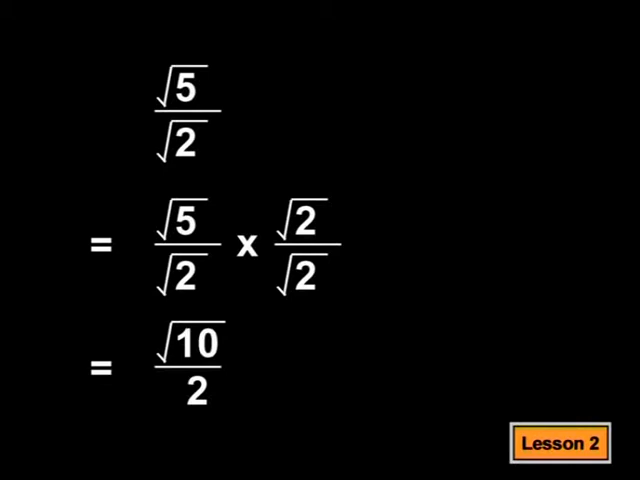 √5/√2
= √5/√2 x √2/√2
= √10/2
Lesson 2